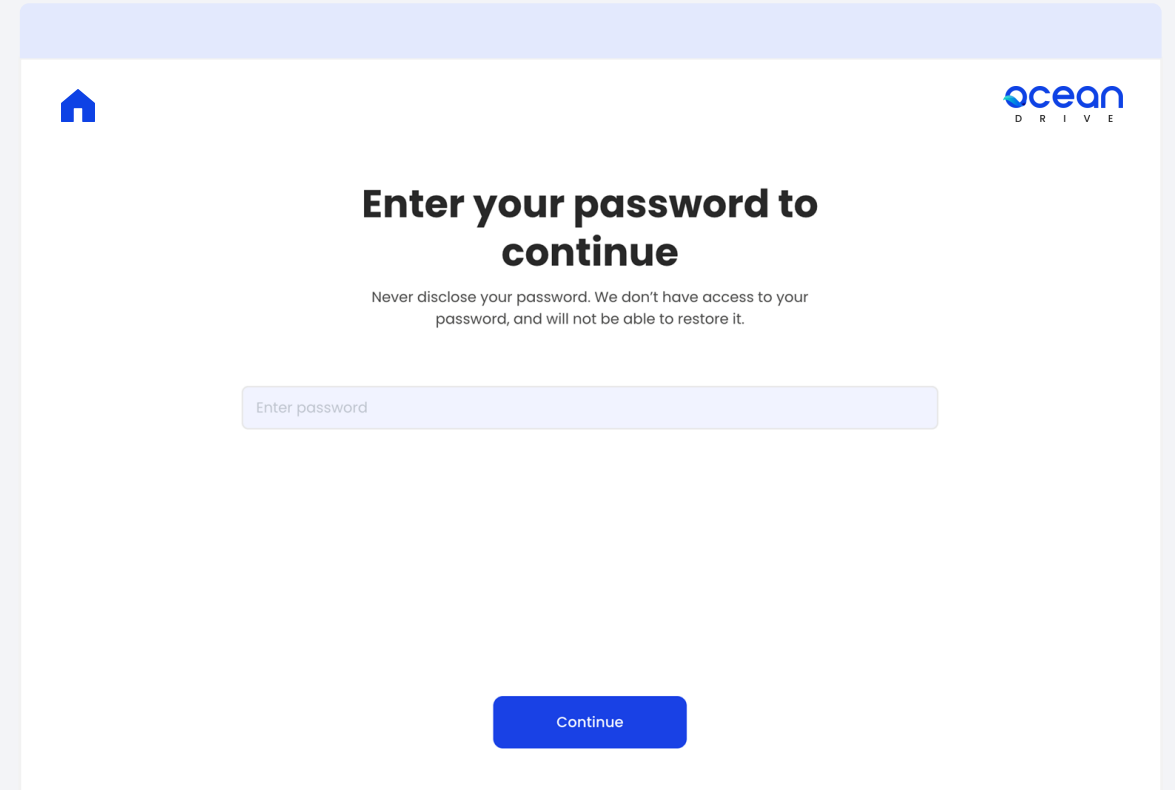 ocean
DRIVE
Enter your password to
continue
Never disclose your password. We don’t have access to your
password, and will not be able to restore it.
Enter password
Continue